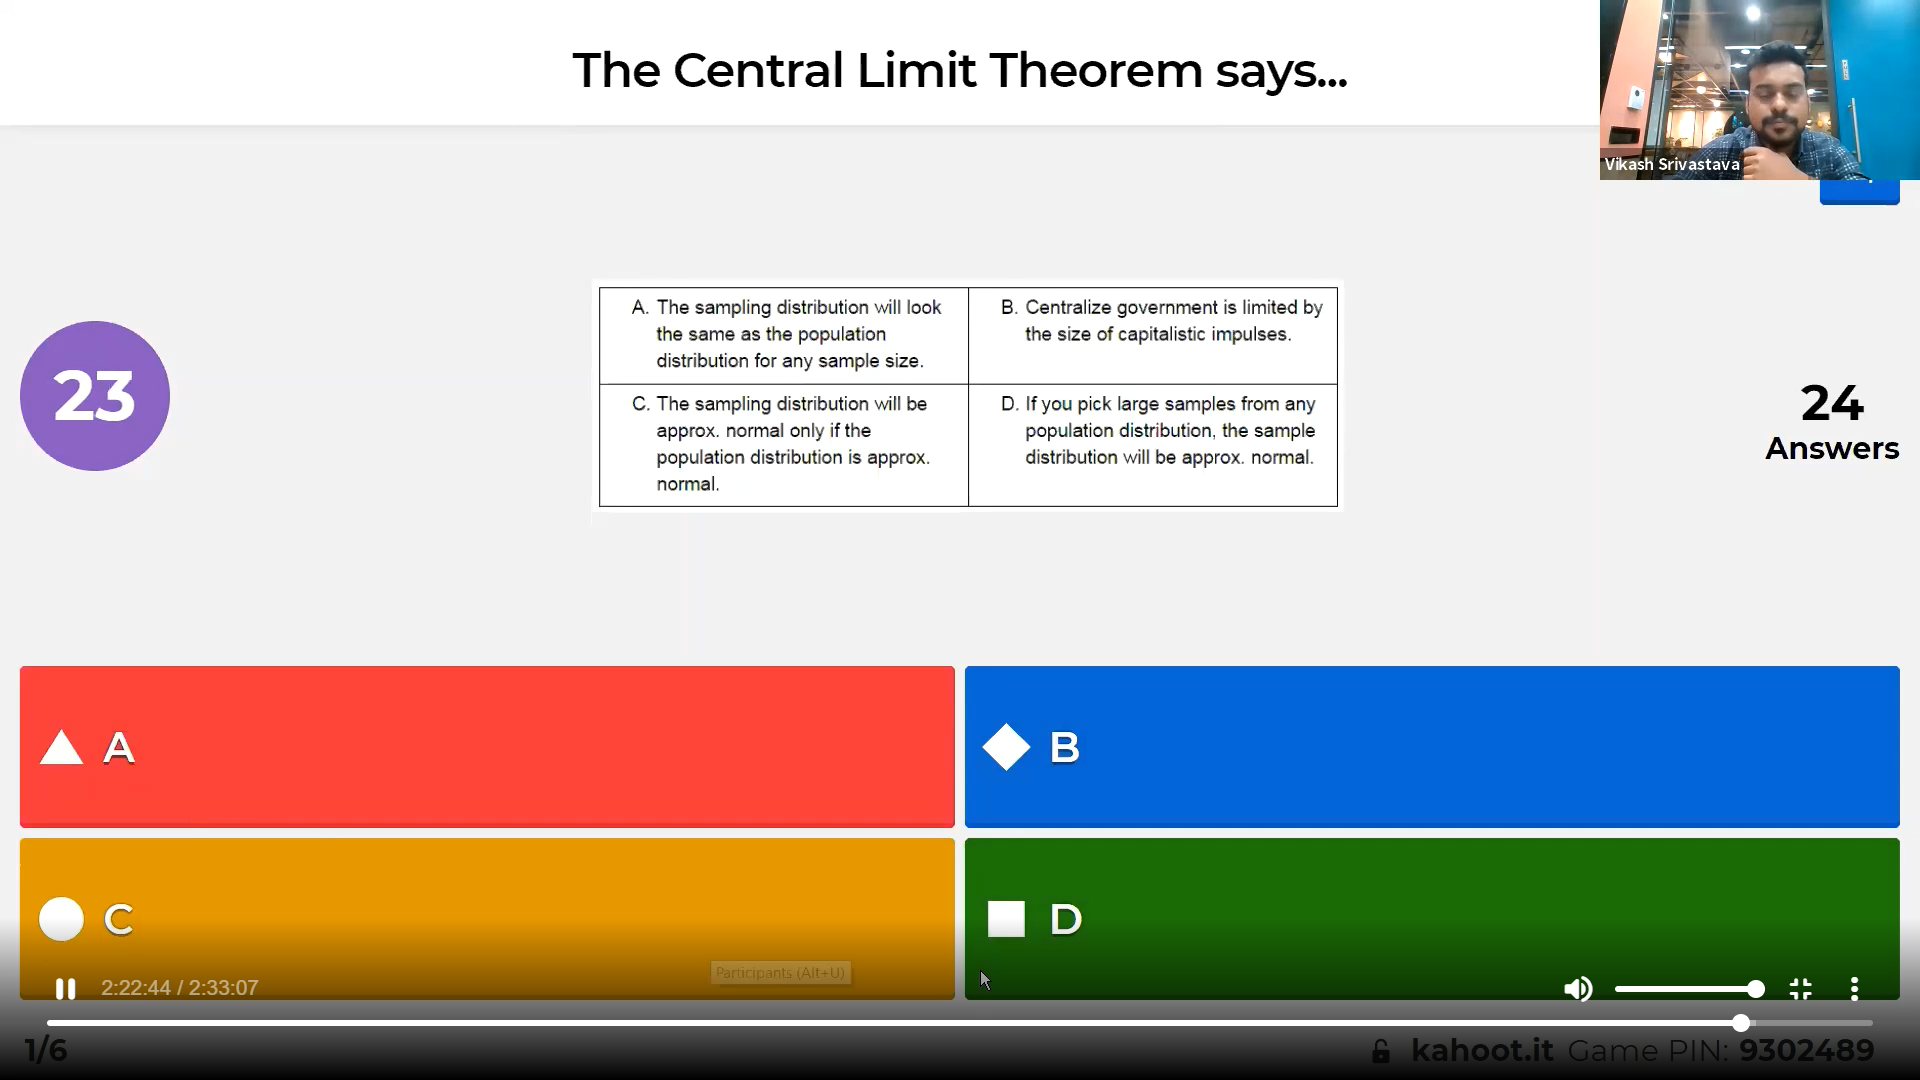 The Central Limit Theorem says...
Vikash Srivastava
23
A. The sampling distribution will look
the same as the population
distribution for any sample size.
B. Centralize government is limited by
the size of capitalistic impulses.
C. The sampling distribution will be
approx. normal only if the
population distribution is approx.
normal.
D. If you pick large samples from any
population distribution, the sample
distribution will be approx. normal.
24
Answers
A
B
C
D
Participants (Alt+U)
2:22:44 / 2:33:07
1/6
kahoot.it Game PIN: 9302489